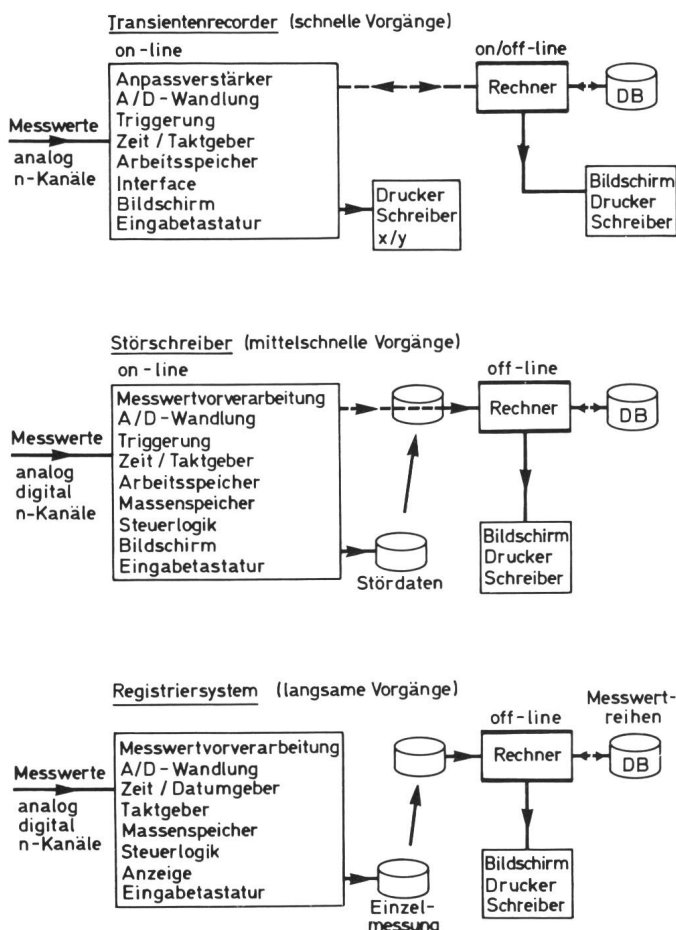 Transientenrecorder (schnelle Vorgänge)
on-line
on/off-line
Anpassverstärker
A/D-Wandlung
Triggerung
Zeit / Taktgeber
Arbeitsspeicher
Interface
Bildschirm
Eingabetastatur
Messwerte
analog
n-Kanäle
Drucker
Schreiber
x/y
Rechner
DB
Bildschirm
Drucker
Schreiber
Störschreiber (mittelschnelle Vorgänge)
on-line
off-line
Messwertvorverarbeitung
A/D-Wandlung
Triggerung
Zeit / Taktgeber
Arbeitsspeicher
Massenspeicher
Steuerlogik
Bildschirm
Eingabetastatur
Messwerte
analog
digital
n-Kanäle
Stördaten
Rechner
DB
Bildschirm
Drucker
Schreiber
Registriersystem (langsame Vorgänge)
off-line
Messwert-
reihen
Messwertvorverarbeitung
A/D-Wandlung
Zeit / Datumgeber
Taktgeber
Massenspeicher
Steuerlogik
Anzeige
Eingabetastatur
Messwerte
analog
digital
n-Kanäle
Einzel-
messung
Rechner
DB
Bildschirm
Drucker
Schreiber